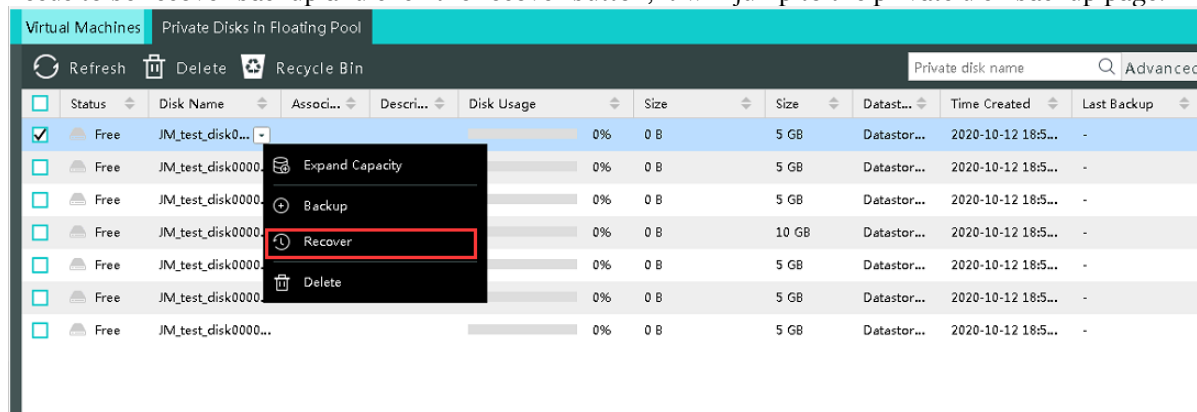 Virtual Machines Private Disks in Floating Pool
Refresh Delete Recycle Bin Private disk name Advanced
Status Disk Name Associ... Descri... Disk Usage Size Size Datast... Time Created Last Backup
Free JM_test_disk0... 0% 0 B 5 GB Datastor... 2020-10-12 18:5... -
Expand Capacity
Free JM_test_disk0000. 0% 0 B 5 GB Datastor... 2020-10-12 18:5... -
Free JM_test_disk0000. 0% 0 B 5 GB Datastor... 2020-10-12 18:5... -
Backup
Free JM_test_disk0000. 0% 0 B 10 GB Datastor... 2020-10-12 18:5... -
Recover
Free JM_test_disk0000. 0% 0 B 5 GB Datastor... 2020-10-12 18:5... -
Delete
Free JM_test_disk0000. 0% 0 B 5 GB Datastor... 2020-10-12 18:5... -
Free JM_test_disk0000... 0% 0 B 5 GB Datastor... 2020-10-12 18:5... -